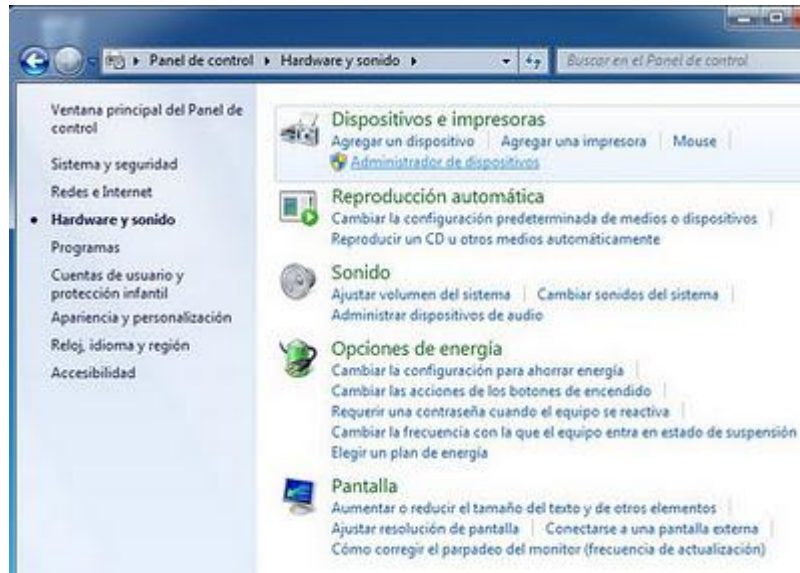 Panel de control Hardware y sonido
Buscar en el Panel de control
Ventana principal del Panel de
control
Sistema y seguridad
Redes e Internet
Hardware y sonido
Programas
Cuentas de usuario y
protección infantil
Apariencia y personalización
Reloj, idioma y región
Accesibilidad
Dispositivos e impresoras
Agregar un dispositivo Agregar una impresora Mouse
Administrador de dispositivos
Reproducción automática
Cambiar la configuración predeterminada de medios o dispositivos
Reproducir un CD u otros medios automáticamente
Sonido
Ajustar volumen del sistema Cambiar sonidos del sistema
Administrar dispositivos de audio
Opciones de energía
Cambiar la configuración para ahorrar energía
Cambiar las acciones de los botones de encendido
Requerir una contraseña cuando el equipo se reactiva
Cambiar la frecuencia con la que el equipo entra en estado de suspensión
Elegir un plan de energía
Pantalla
Aumentar o reducir el tamaño del texto y de otros elementos
Ajustar resolución de pantalla Conectarse a una pantalla externa
Cómo corregir el parpadeo del monitor (frecuencia de actualización)